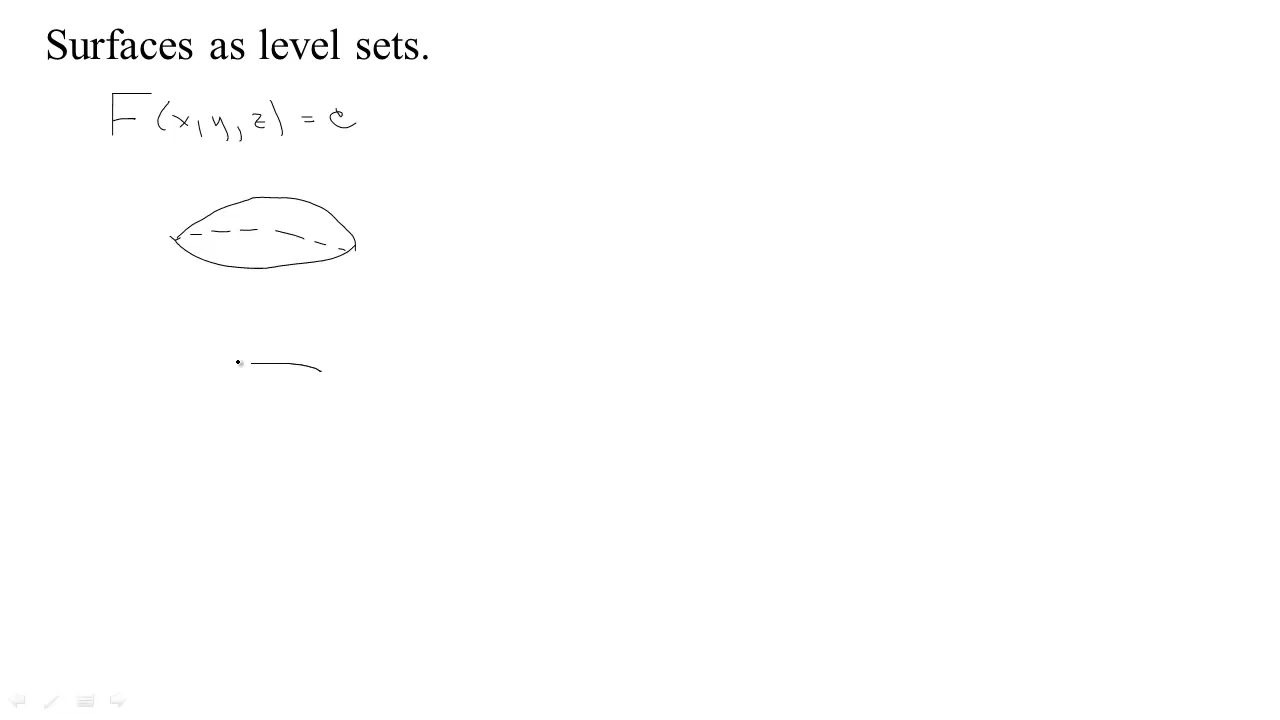 Surfaces as level sets.
F(x,y,z) = c